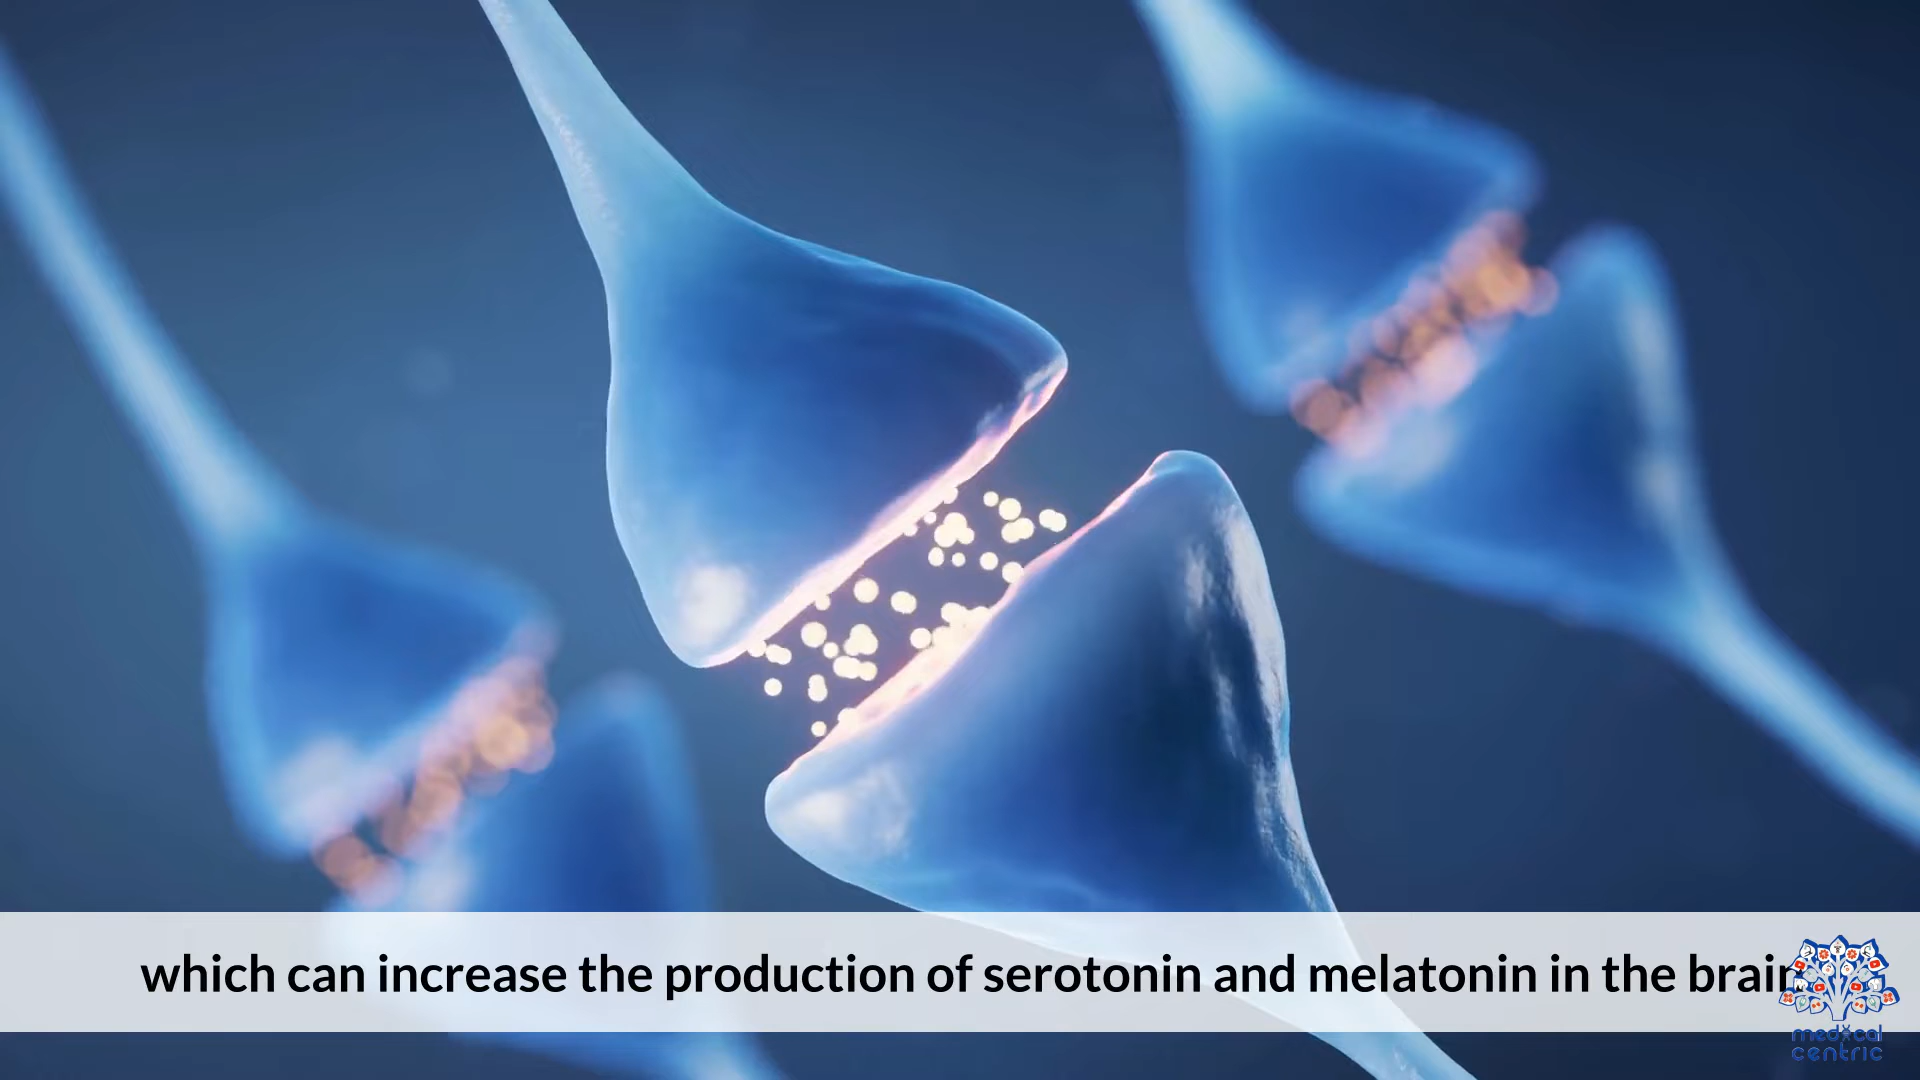 which can increase the production of serotonin and melatonin in the brain
medical
centric